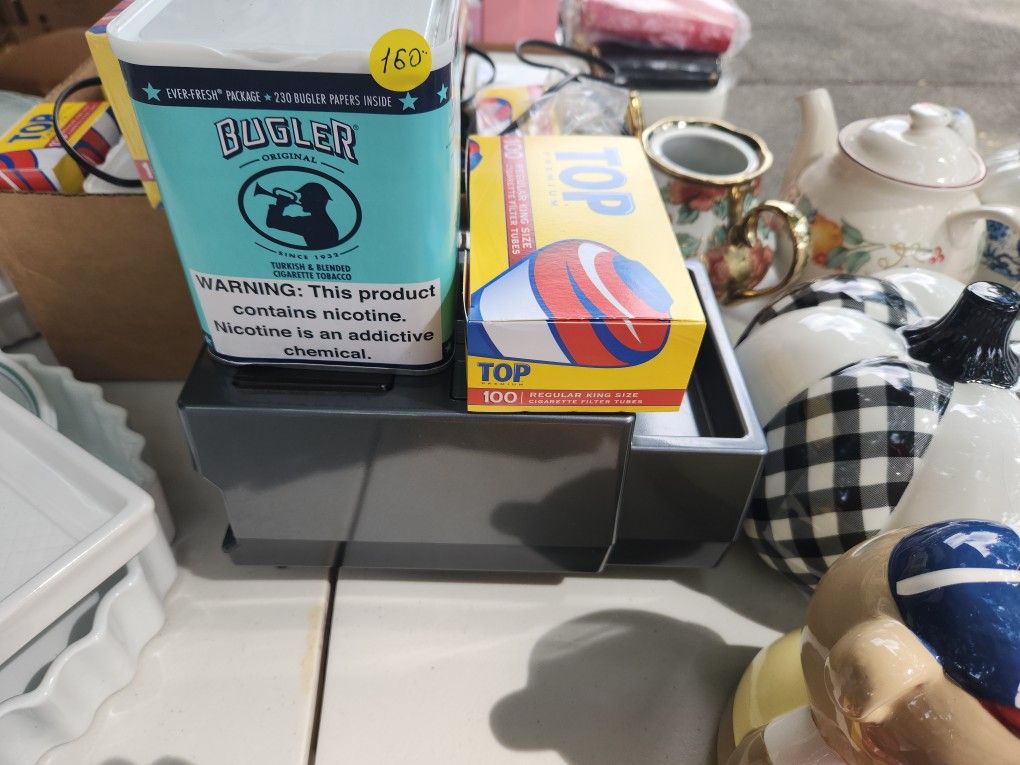 160.--
EVER-FRESH® PACKAGE ★ 230 BUGLER PAPERS INSIDE
BUGLER®
ORIGINAL
SINCE 1932
TURKISH & BLENDED
CIGARETTE TOBACCO
WARNING: This product
contains nicotine.
Nicotine is an addictive
chemical.
TOP
PREMIUM
100 REGULAR KING SIZE
CIGARETTE FILTER TUBES
TOP
PREMIUM
100 REGULAR KING SIZE
CIGARETTE FILTER TUBES
TOP